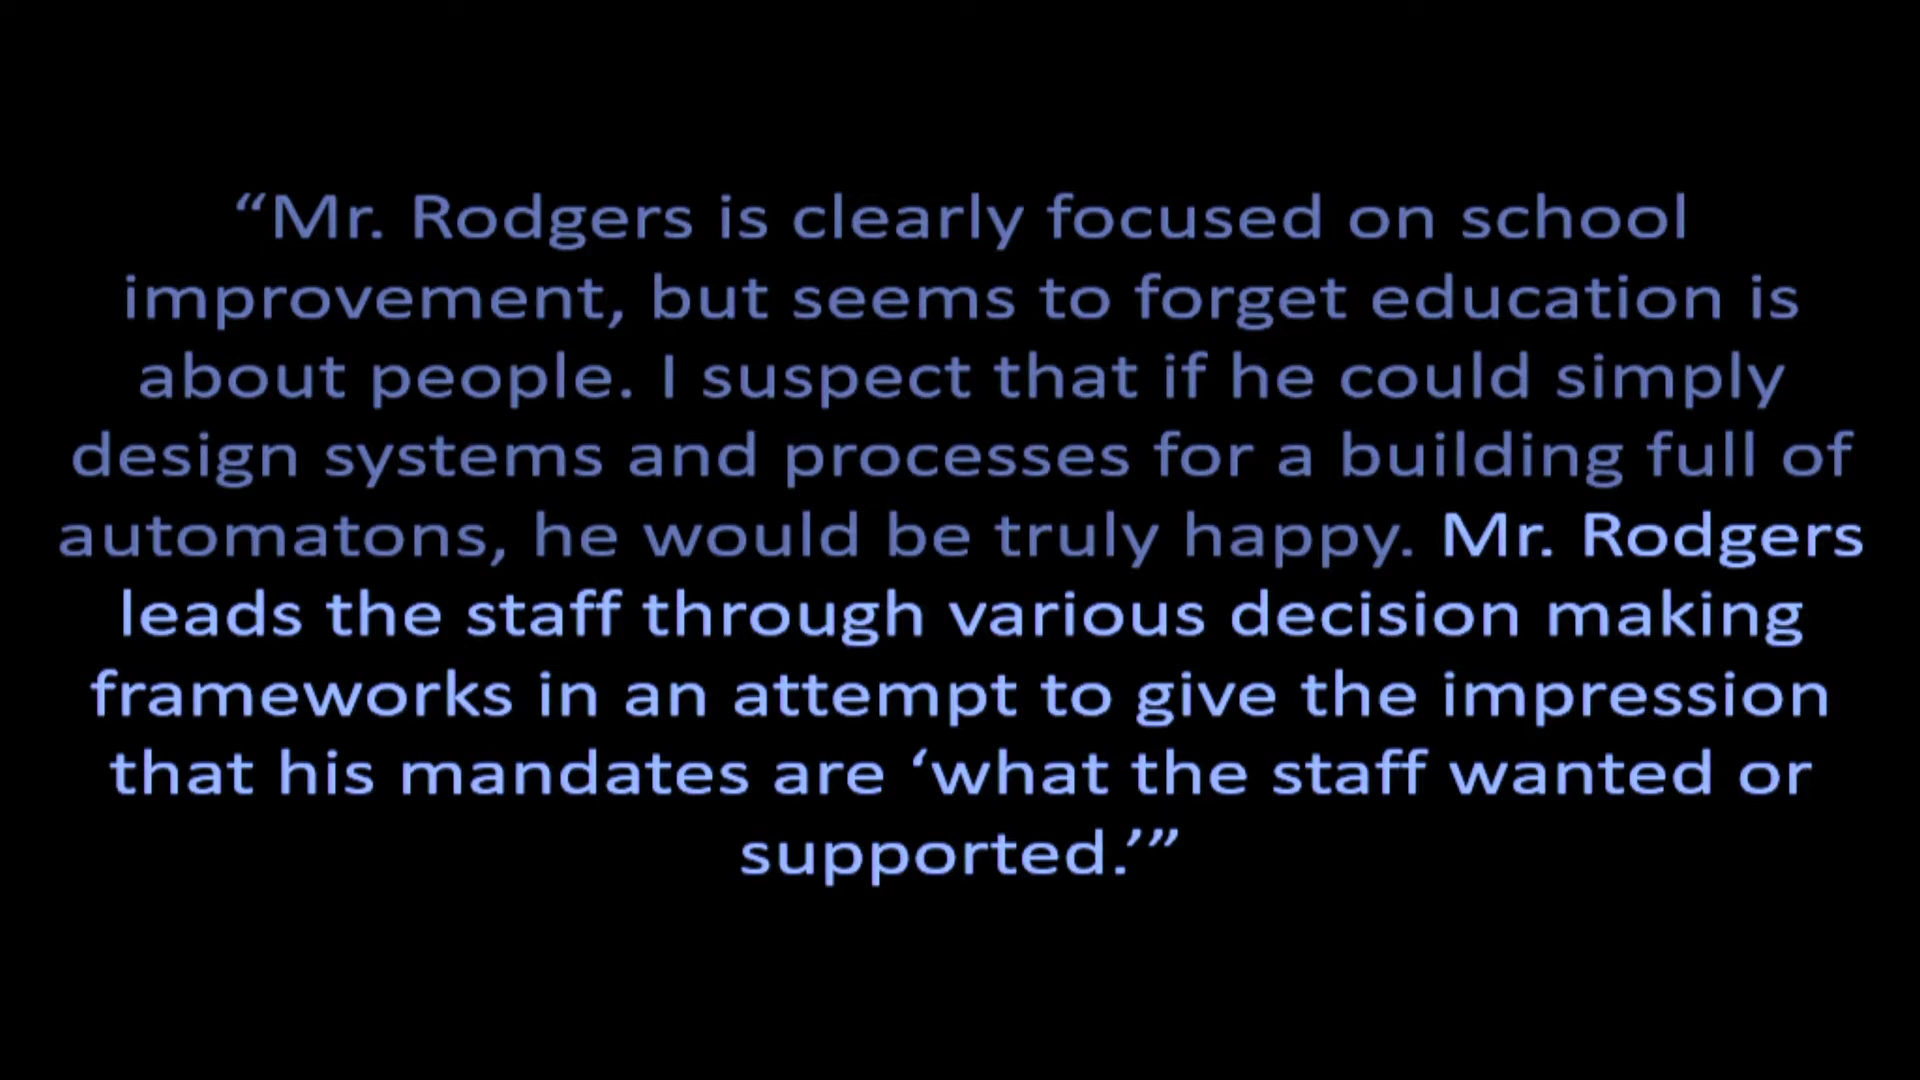 “Mr. Rodgers is clearly focused on school
improvement, but seems to forget education is
about people. I suspect that if he could simply
design systems and processes for a building full of
automatons, he would be truly happy. Mr. Rodgers
leads the staff through various decision making
frameworks in an attempt to give the impression
that his mandates are ‘what the staff wanted or
supported.’”